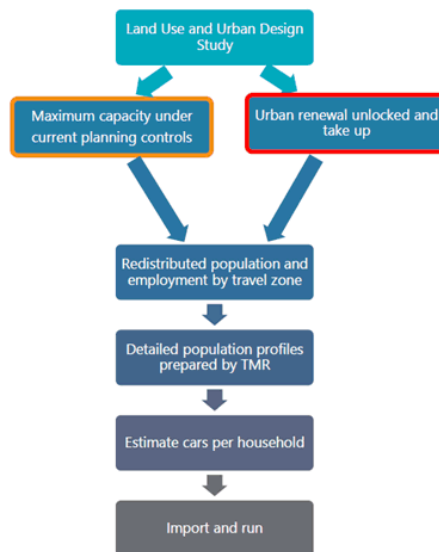 Land Use and Urban Design
Study
Maximum capacity under
current planning controls
Urban renewal unlocked and
take up
Redistributed population and
employment by travel zone
Detailed population profiles
prepared by TMR
Estimate cars per household
Import and run